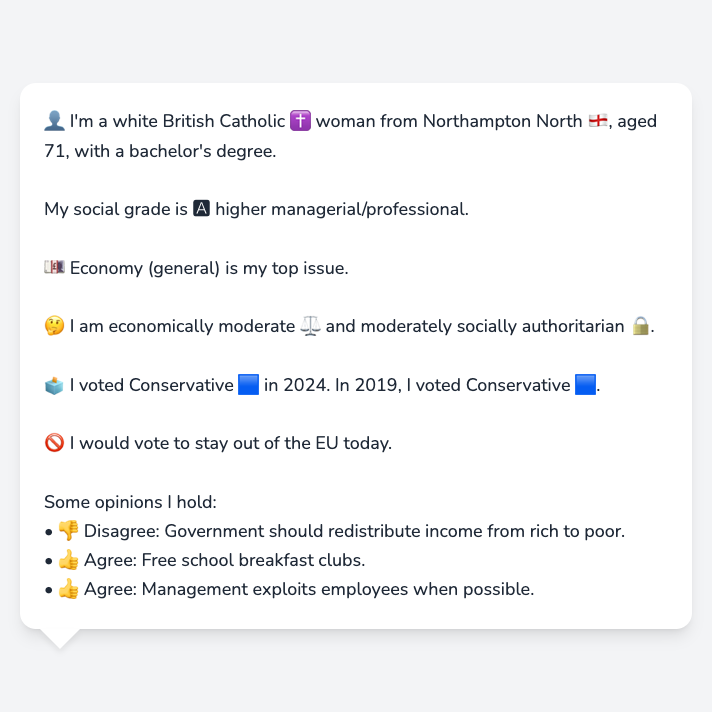 👤 I'm a white British Catholic ✝️ woman from Northampton North 🏴󠁧󠁢󠁥󠁮󠁧󠁿, aged
71, with a bachelor's degree.
My social grade is 🅰 higher managerial/professional.
💷 Economy (general) is my top issue.
🤔 I am economically moderate ⚖️ and moderately socially authoritarian 🔒.
🗳️ I voted Conservative 🟦 in 2024. In 2019, I voted Conservative 🟦.
🚫 I would vote to stay out of the EU today.
Some opinions I hold:
• 👎 Disagree: Government should redistribute income from rich to poor.
• 👍 Agree: Free school breakfast clubs.
• 👍 Agree: Management exploits employees when possible.